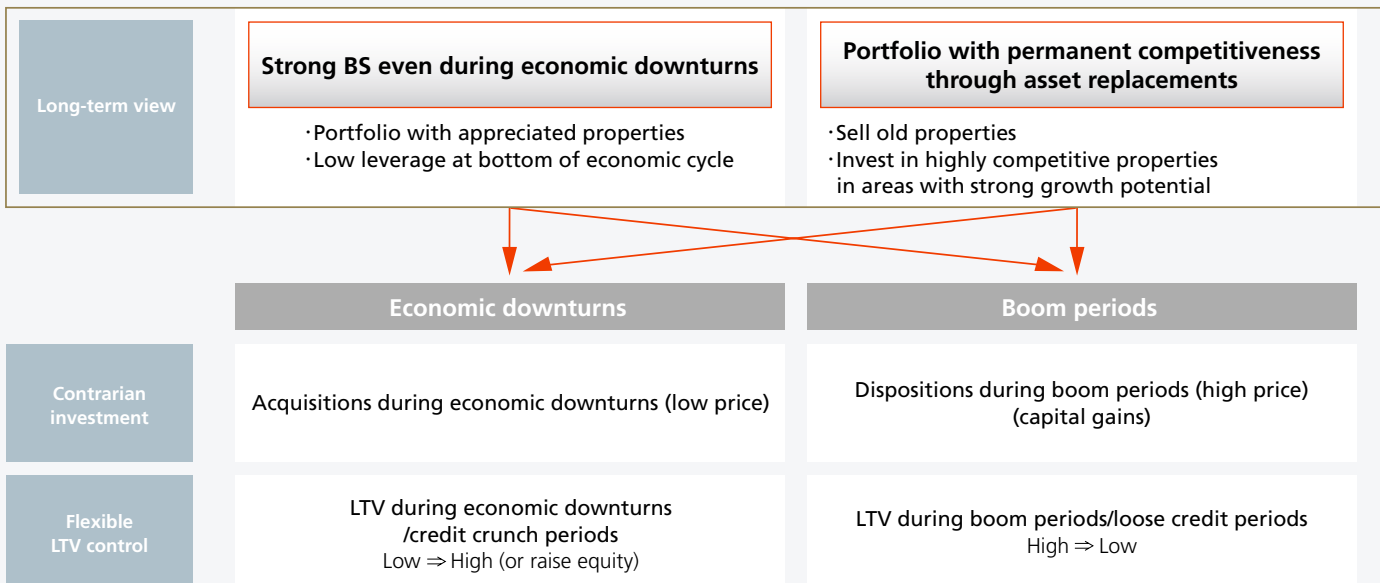 Long-term view
Strong BS even during economic downturns
·Portfolio with appreciated properties
·Low leverage at bottom of economic cycle
Portfolio with permanent competitiveness
through asset replacements
·Sell old properties
·Invest in highly competitive properties
in areas with strong growth potential
Economic downturns
Boom periods
Contrarian
investment
Acquisitions during economic downturns (low price)
Dispositions during boom periods (high price)
(capital gains)
Flexible
LTV control
LTV during economic downturns
/credit crunch periods
Low ⇒ High (or raise equity)
LTV during boom periods/loose credit periods
High ⇒ Low